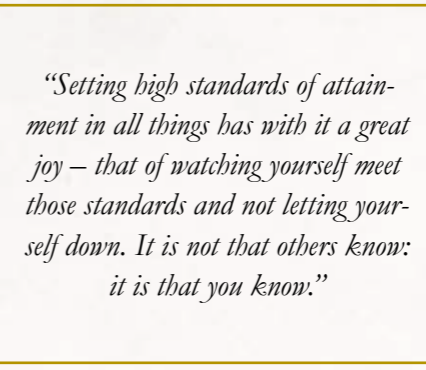 “Setting high standards of attain-
ment in all things has with it a great
joy – that of watching yourself meet
those standards and not letting your-
self down. It is not that others know:
it is that you know.”